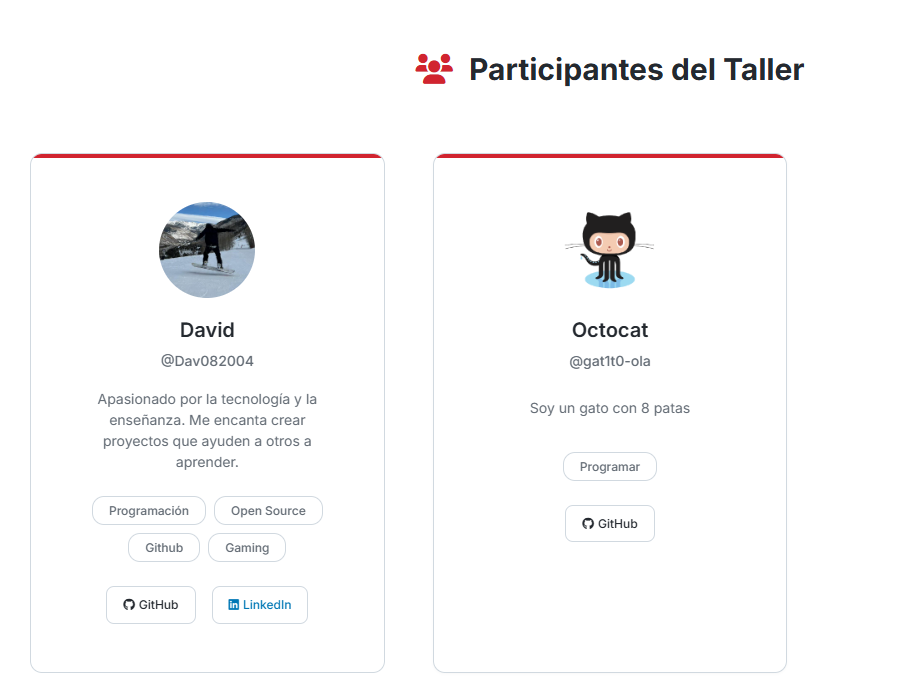 Participantes del Taller
David
@Dav082004
Apasionado por la tecnología y la
enseñanza. Me encanta crear
proyectos que ayuden a otros a
aprender.
Programación
Open Source
Github
Gaming
GitHub
LinkedIn
Octocat
@gat1t0-ola
Soy un gato con 8 patas
Programar
GitHub